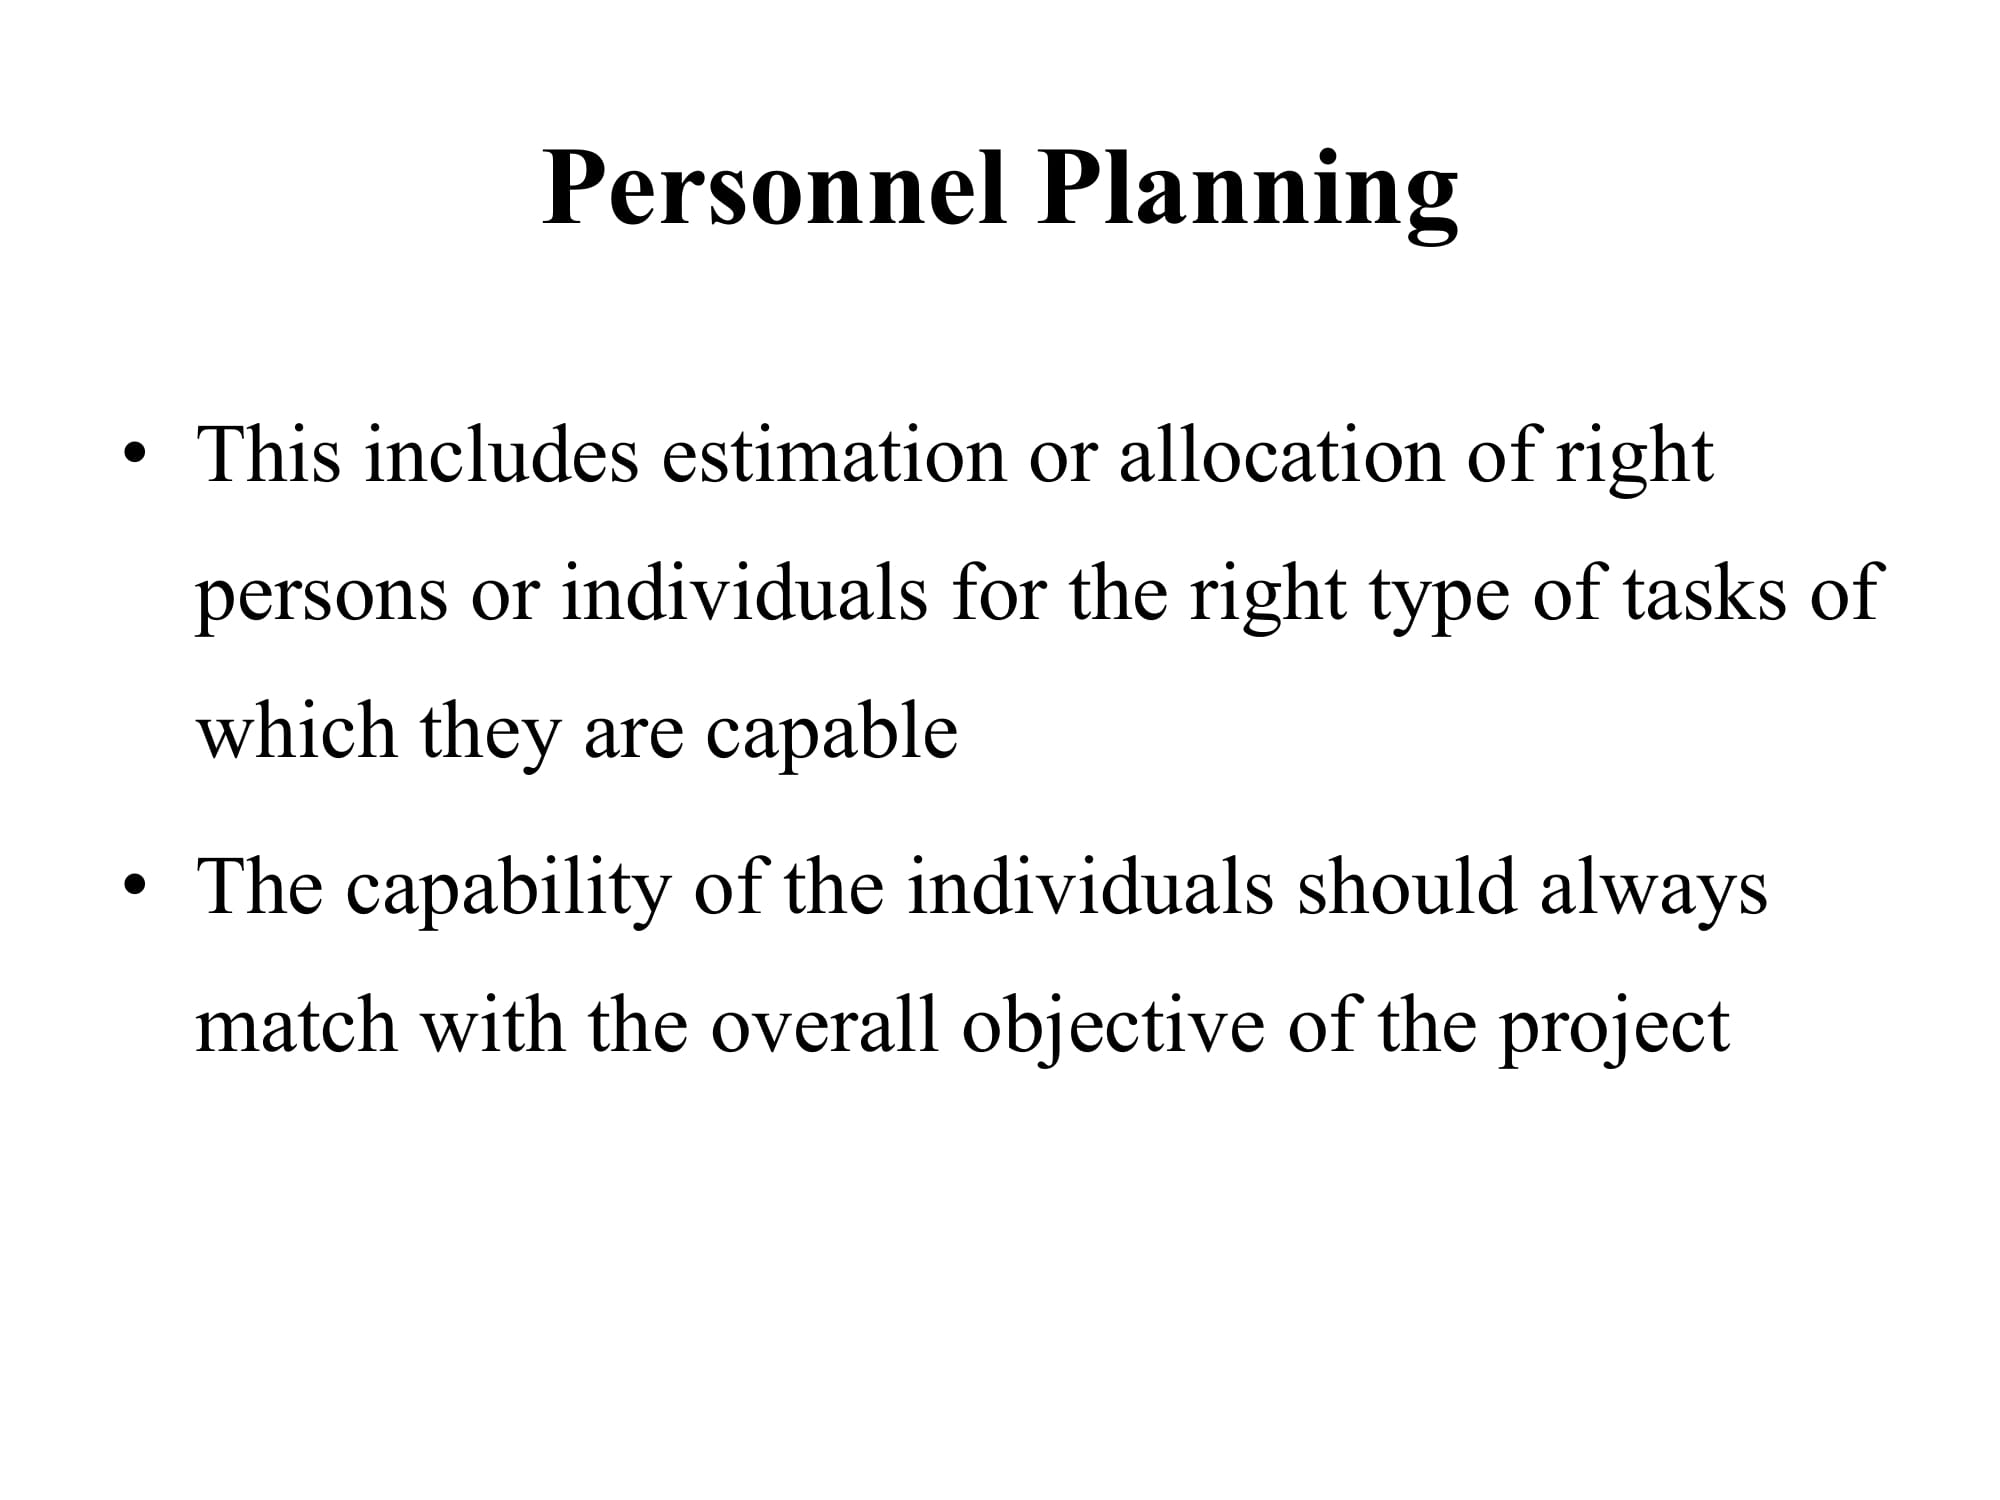 Personnel Planning
• This includes estimation or allocation of right
persons or individuals for the right type of tasks of
which they are capable
• The capability of the individuals should always
match with the overall objective of the project